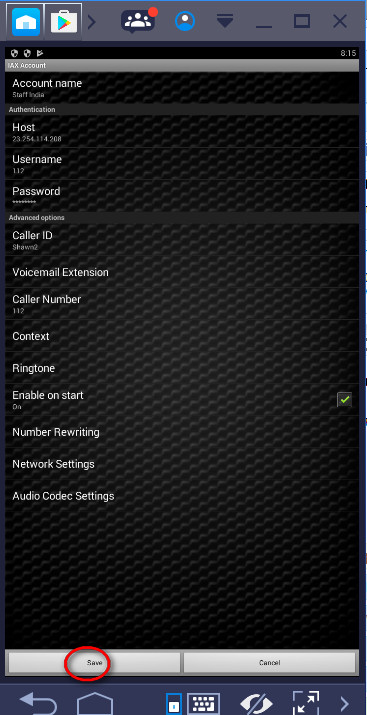 8:15
IAX Account
Account name
Staff India
Authentication
Host
23.254.114.208
Username
112
Password
********
Advanced options
Caller ID
Shawn2
Voicemail Extension
Caller Number
112
Context
Ringtone
Enable on start
On
Number Rewriting
Network Settings
Audio Codec Settings
Save Cancel